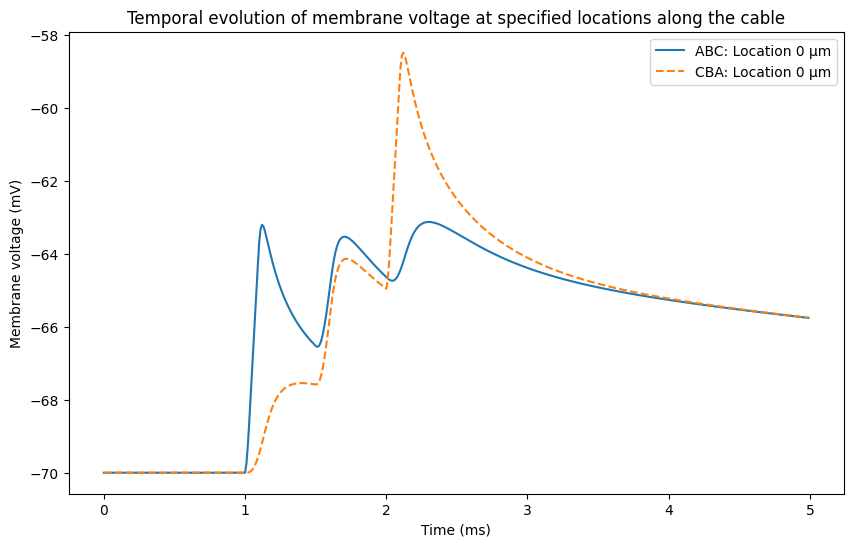 Temporal evolution of membrane voltage at specified locations along the cable
ABC: Location 0 μm
CBA: Location 0 μm
Membrane voltage (mV)
−58
−60
−62
−64
−66
−68
−70
0 1 2 3 4 5
Time (ms)